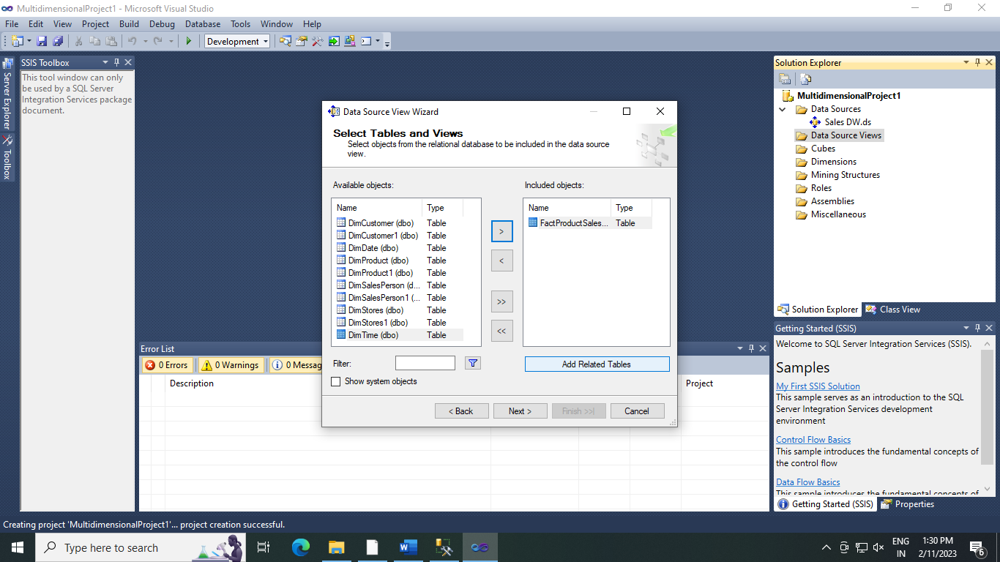 MultidimensionalProject1 - Microsoft Visual Studio
File Edit View Project Build Debug Database Tools Window Help
Development
Server Explorer
Toolbox
SSIS Toolbox
This tool window can only
be used by a SQL Server
Integration Services package
document.
Data Source View Wizard
Select Tables and Views
Select objects from the relational database to be included in the data source
view.
Available objects:
Name Type
DimCustomer (dbo) Table
DimCustomer1 (dbo) Table
DimDate (dbo) Table
DimProduct (dbo) Table
DimProduct1 (dbo) Table
DimSalesPerson (d... Table
DimSalesPerson1 (... Table
DimStores (dbo) Table
DimStores1 (dbo) Table
DimTime (dbo) Table
>
<
>>
<<
Included objects:
Name Type
FactProductSales... Table
Filter:
Add Related Tables
Show system objects
< Back Next > Finish >>| Cancel
Error List
0 Errors 0 Warnings 0 Messag
Description Project
Solution Explorer
MultidimensionalProject1
Data Sources
Sales DW.ds
Data Source Views
Cubes
Dimensions
Mining Structures
Roles
Assemblies
Miscellaneous
Solution Explorer Class View
Getting Started (SSIS)
Welcome to SQL Server Integration Services (SSIS).
Samples
My First SSIS Solution
This sample serves as an introduction to the SQL
Server Integration Services development
environment
Control Flow Basics
This sample introduces the fundamental concepts of
the control flow
Data Flow Basics
This sample introduces the fundamental concepts of
Getting Started (SSIS) Properties
Creating project 'MultidimensionalProject1'... project creation successful.
Type here to search
ENG
IN
1:30 PM
2/11/2023
6